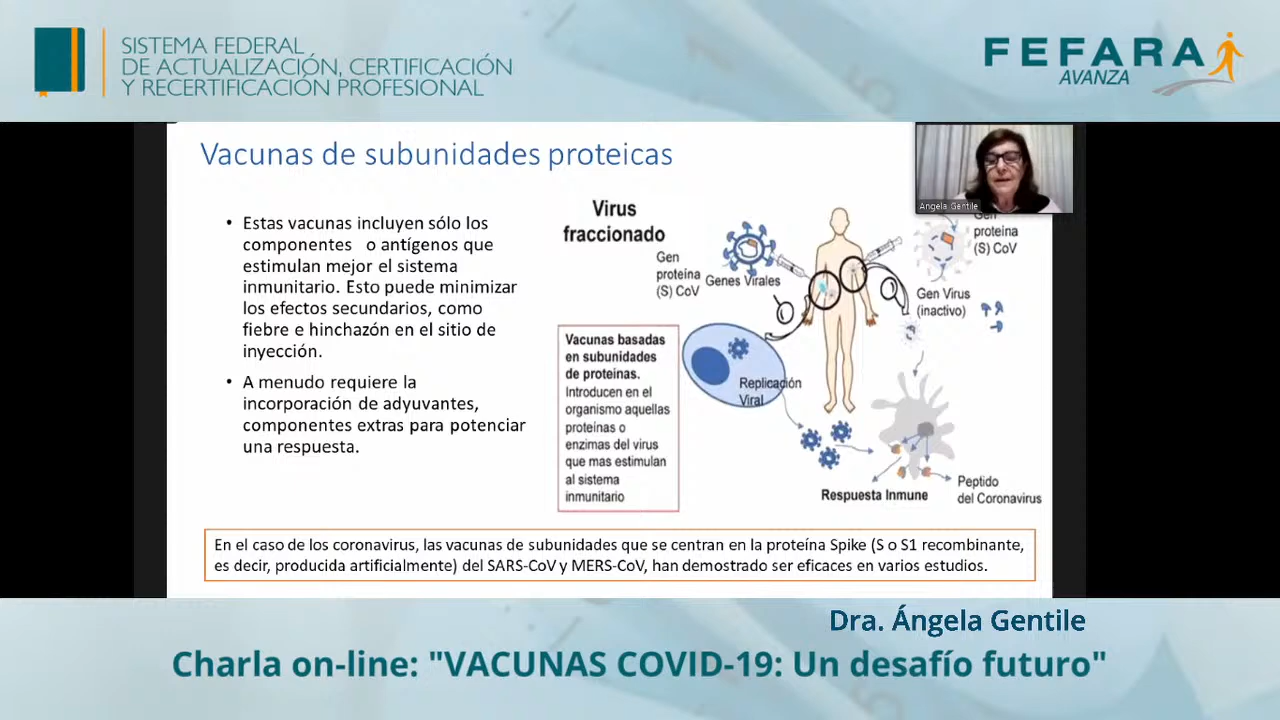 SISTEMA FEDERAL
DE ACTUALIZACIÓN, CERTIFICACIÓN
Y RECERTIFICACIÓN PROFESIONAL
FEFARA
AVANZA
Vacunas de subunidades proteicas
Angela Gentile
• Estas vacunas incluyen sólo los
componentes o antígenos que
estimulan mejor el sistema
inmunitario. Esto puede minimizar
los efectos secundarios, como
fiebre e hinchazón en el sitio de
inyección.
• A menudo requiere la
incorporación de adyuvantes,
componentes extras para potenciar
una respuesta.
Virus
fraccionado
Gen
proteína
(S) CoV
Genes Virales
Gen
proteina
(S) CoV
Gen Virus
(inactivo)
Vacunas basadas
en subunidades
de proteínas.
Introducen en el
organismo aquellas
proteínas o
enzimas del virus
que mas estimulan
al sistema
inmunitario
Replicación
Viral
Respuesta Inmune
Peptido
del Coronavirus
En el caso de los coronavirus, las vacunas de subunidades que se centran en la proteína Spike (S o S1 recombinante,
es decir, producida artificialmente) del SARS-CoV y MERS-CoV, han demostrado ser eficaces en varios estudios.
Dra. Ángela Gentile
Charla on-line: "VACUNAS COVID-19: Un desafío futuro"